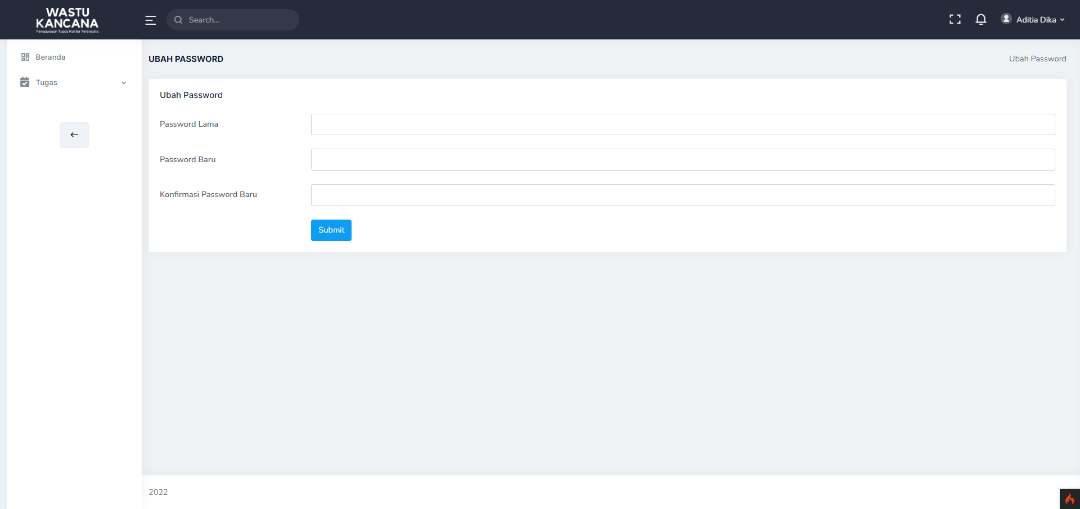 WASTU
KANCANA
Search...
Aditia Dika
Beranda
Tugas
UBAH PASSWORD
Ubah Password
Ubah Password
Password Lama
Password Baru
Konfirmasi Password Baru
Submit
2022